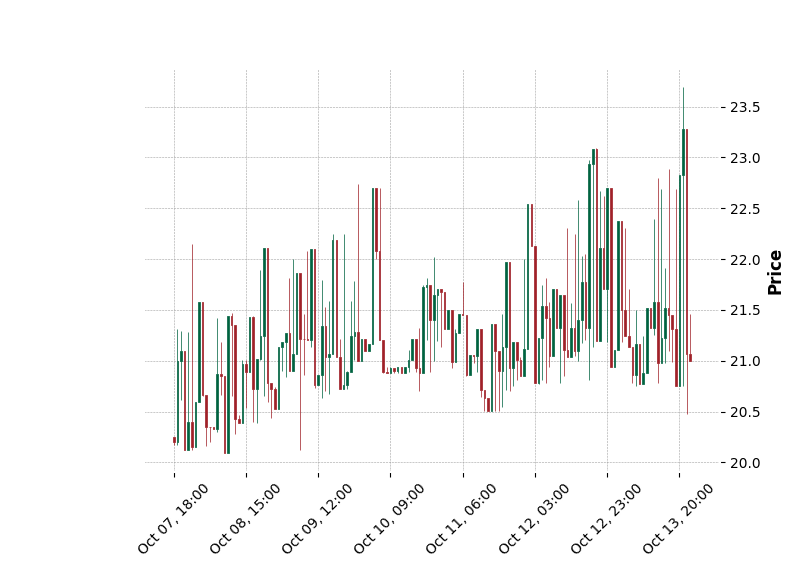 23.5
23.0
22.5
22.0
21.5
21.0
20.5
20.0
Price
Oct 07, 18:00
Oct 08, 15:00
Oct 09, 12:00
Oct 10, 09:00
Oct 11, 06:00
Oct 12, 03:00
Oct 12, 23:00
Oct 13, 20:00